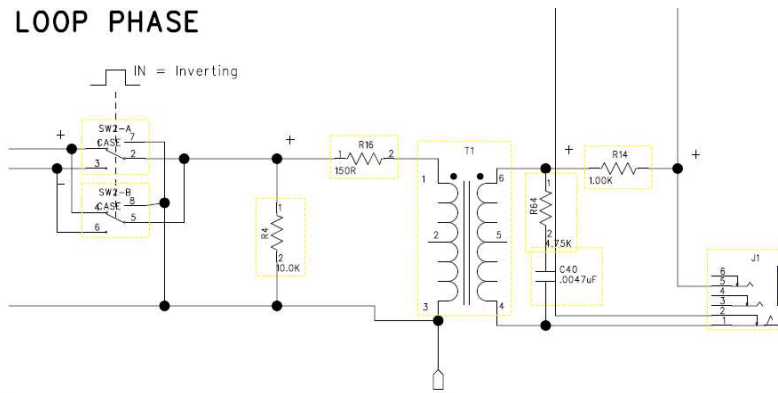 LOOP PHASE
IN = Inverting
SW2-A
CASE 7
2
3
+
-
SW2-B
4
CASE 8
5
6
+
R16
1 2
150R
1
R4
2
10.0K
T1
1
2
3
6
5
4
+
R14
1.00K
+
1
R64
2
4.75K
C40
.0047uF
J1
6
5
4
3
2
1